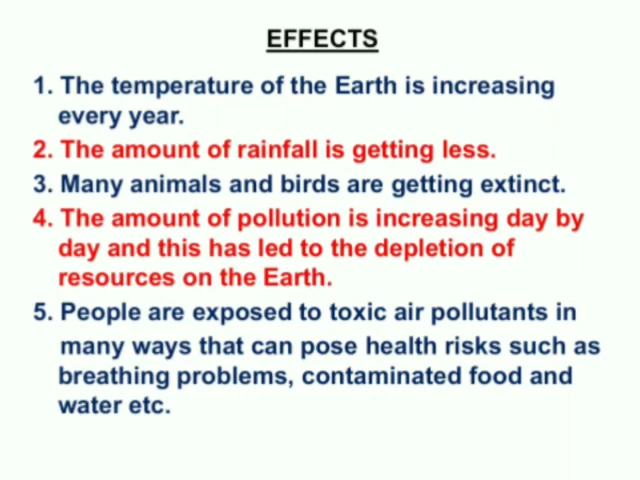 EFFECTS
1. The temperature of the Earth is increasing
every year.
2. The amount of rainfall is getting less.
3. Many animals and birds are getting extinct.
4. The amount of pollution is increasing day by
day and this has led to the depletion of
resources on the Earth.
5. People are exposed to toxic air pollutants in
many ways that can pose health risks such as
breathing problems, contaminated food and
water etc.